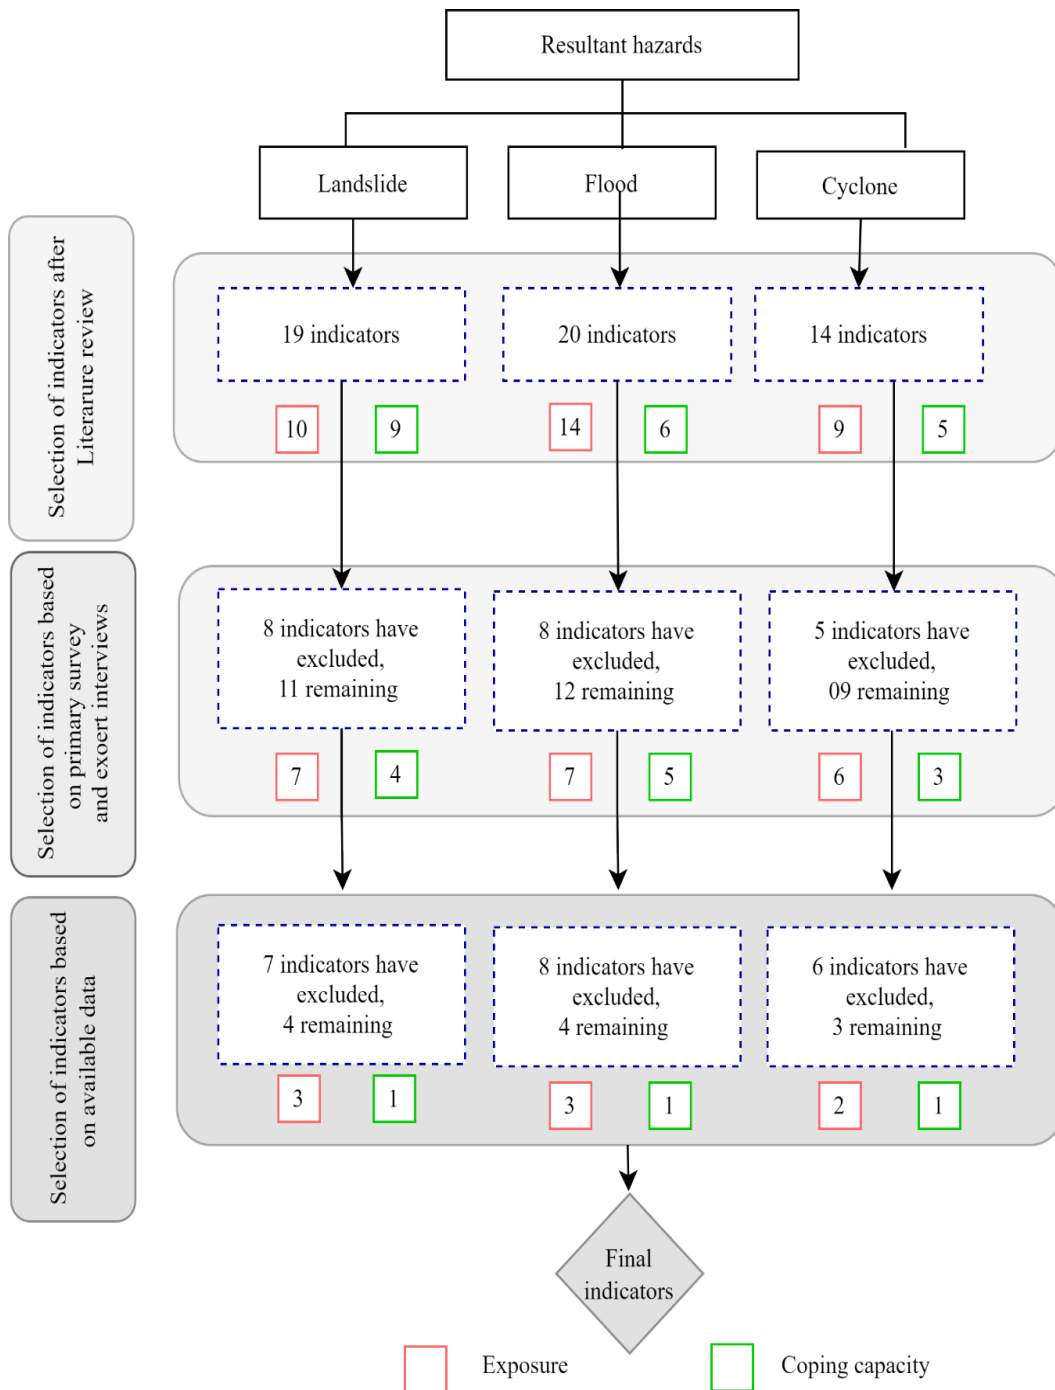 Resultant hazards
Landslide
Flood
Cyclone
Selection of indicators after
Literarure review
19 indicators
20 indicators
14 indicators
10
9
14
6
9
5
Selection of indicators based
on primary survey
and exoert interviews
8 indicators have
excluded,
11 remaining
8 indicators have
excluded,
12 remaining
5 indicators have
excluded,
09 remaining
7
4
7
5
6
3
Selection of indicators based
on available data
7 indicators have
excluded,
4 remaining
8 indicators have
excluded,
4 remaining
6 indicators have
excluded,
3 remaining
3
1
3
1
2
1
Final
indicators
Exposure
Coping capacity